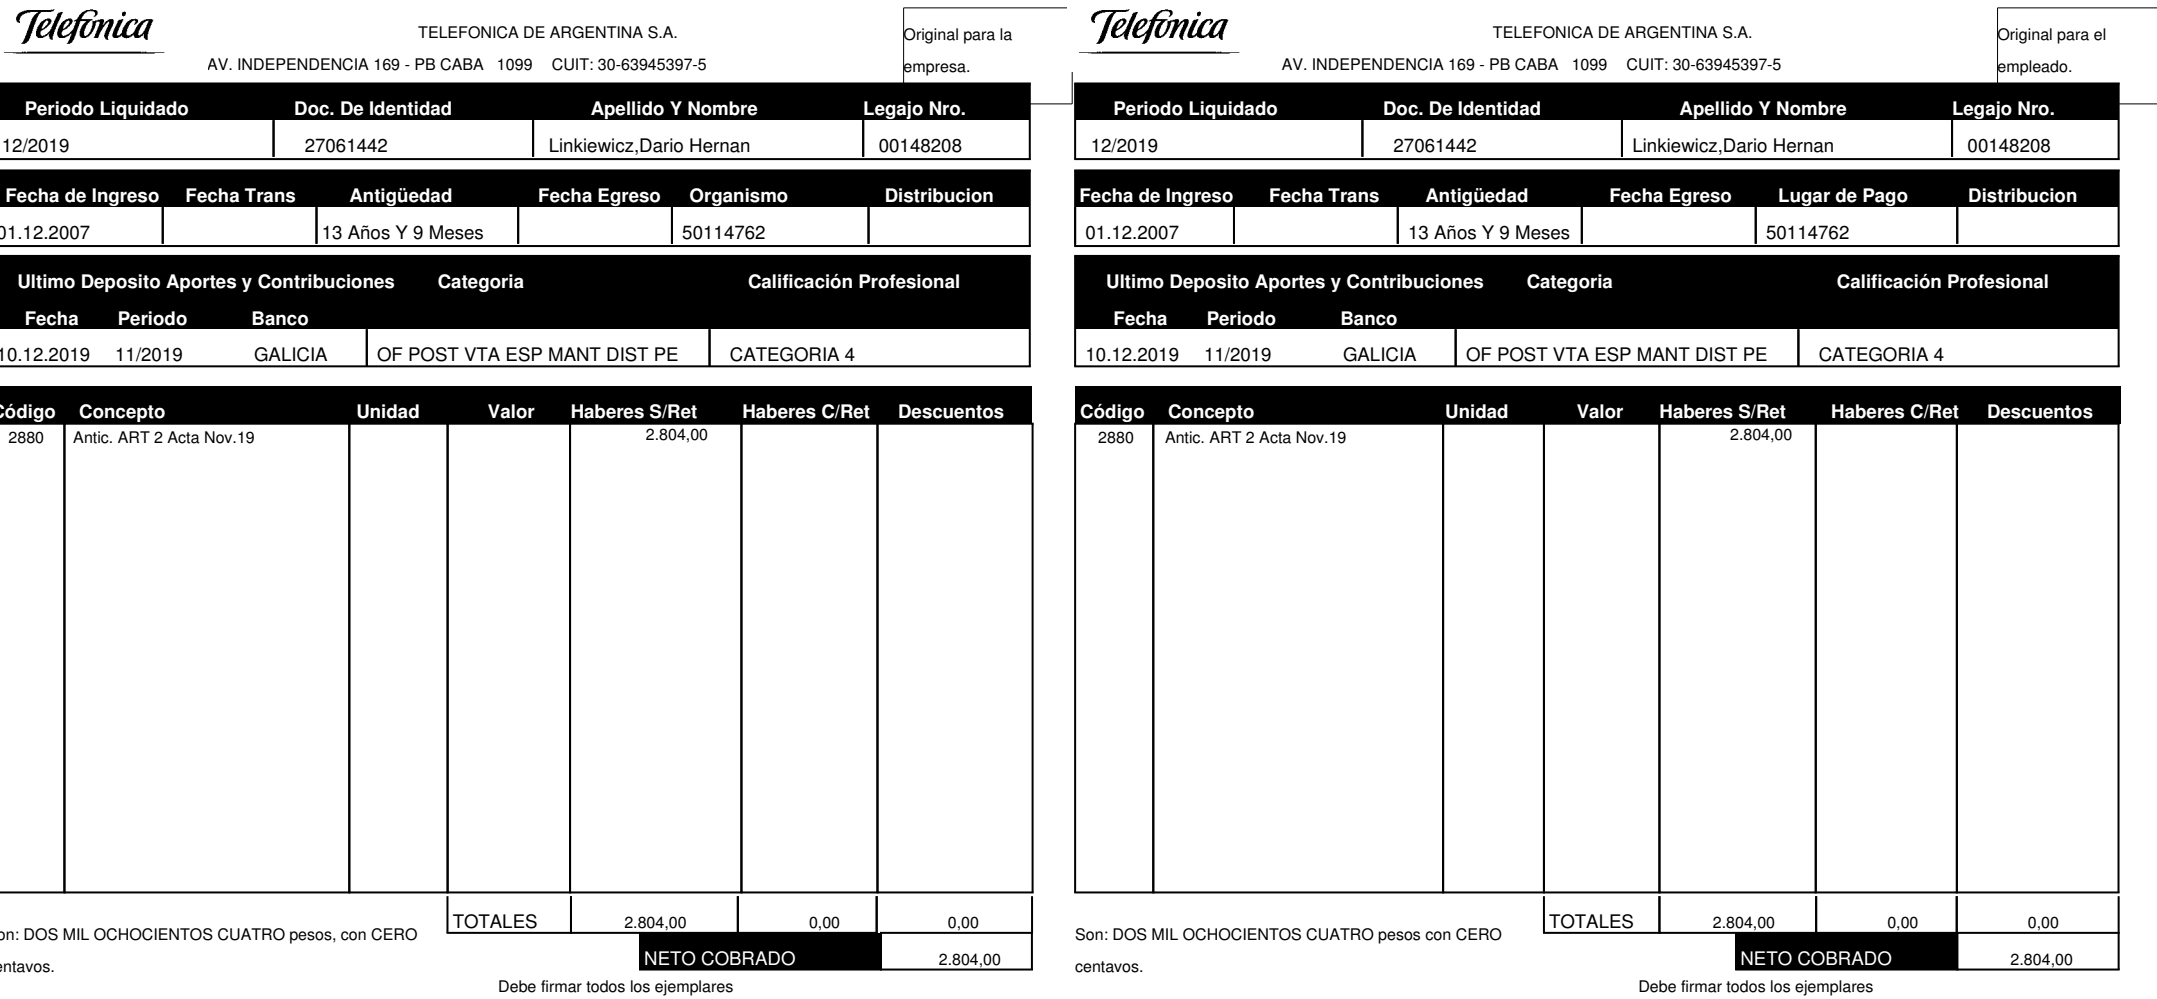 Telefónica
TELEFONICA DE ARGENTINA S.A.
AV. INDEPENDENCIA 169 - PB CABA 1099 CUIT: 30-63945397-5
Original para la
empresa.
Periodo Liquidado Doc. De Identidad Apellido Y Nombre Legajo Nro.
12/2019 27061442 Linkiewicz,Dario Hernan 00148208
Fecha de Ingreso Fecha Trans Antigüedad Fecha Egreso Organismo Distribucion
01.12.2007 13 Años Y 9 Meses 50114762
Ultimo Deposito Aportes y Contribuciones Categoria Calificación Profesional
Fecha Periodo Banco
10.12.2019 11/2019 GALICIA OF POST VTA ESP MANT DIST PE CATEGORIA 4
Código Concepto Unidad Valor Haberes S/Ret Haberes C/Ret Descuentos
2880 Antic. ART 2 Acta Nov.19 2.804,00
TOTALES 2.804,00 0,00 0,00
on: DOS MIL OCHOCIENTOS CUATRO pesos, con CERO
entavos.
NETO COBRADO 2.804,00
Debe firmar todos los ejemplares
Telefónica
TELEFONICA DE ARGENTINA S.A.
AV. INDEPENDENCIA 169 - PB CABA 1099 CUIT: 30-63945397-5
Original para el
empleado.
Periodo Liquidado Doc. De Identidad Apellido Y Nombre Legajo Nro.
12/2019 27061442 Linkiewicz,Dario Hernan 00148208
Fecha de Ingreso Fecha Trans Antigüedad Fecha Egreso Lugar de Pago Distribucion
01.12.2007 13 Años Y 9 Meses 50114762
Ultimo Deposito Aportes y Contribuciones Categoria Calificación Profesional
Fecha Periodo Banco
10.12.2019 11/2019 GALICIA OF POST VTA ESP MANT DIST PE CATEGORIA 4
Código Concepto Unidad Valor Haberes S/Ret Haberes C/Ret Descuentos
2880 Antic. ART 2 Acta Nov.19 2.804,00
TOTALES 2.804,00 0,00 0,00
Son: DOS MIL OCHOCIENTOS CUATRO pesos con CERO
centavos.
NETO COBRADO 2.804,00
Debe firmar todos los ejemplares